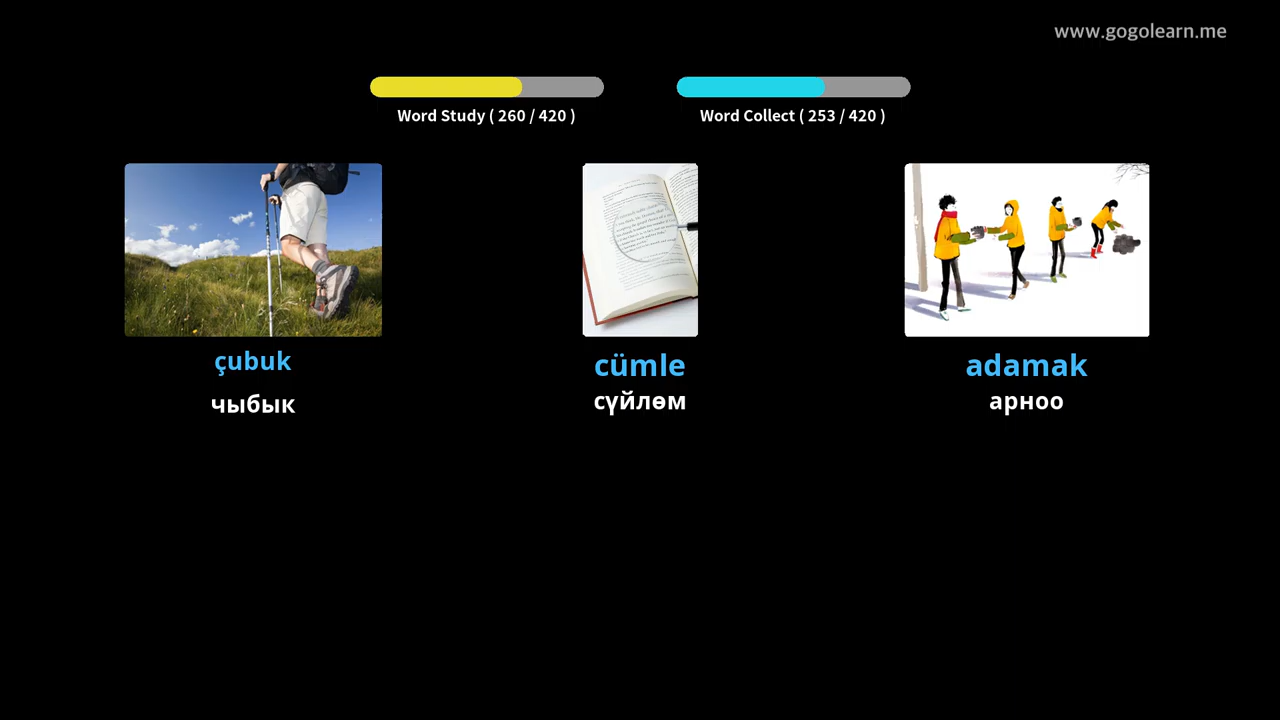 www.gogolearn.me
Word Study ( 260 / 420 )
Word Collect ( 253 / 420 )
çubuk
чыбык
cümle
сүйлөм
adamak
арноо